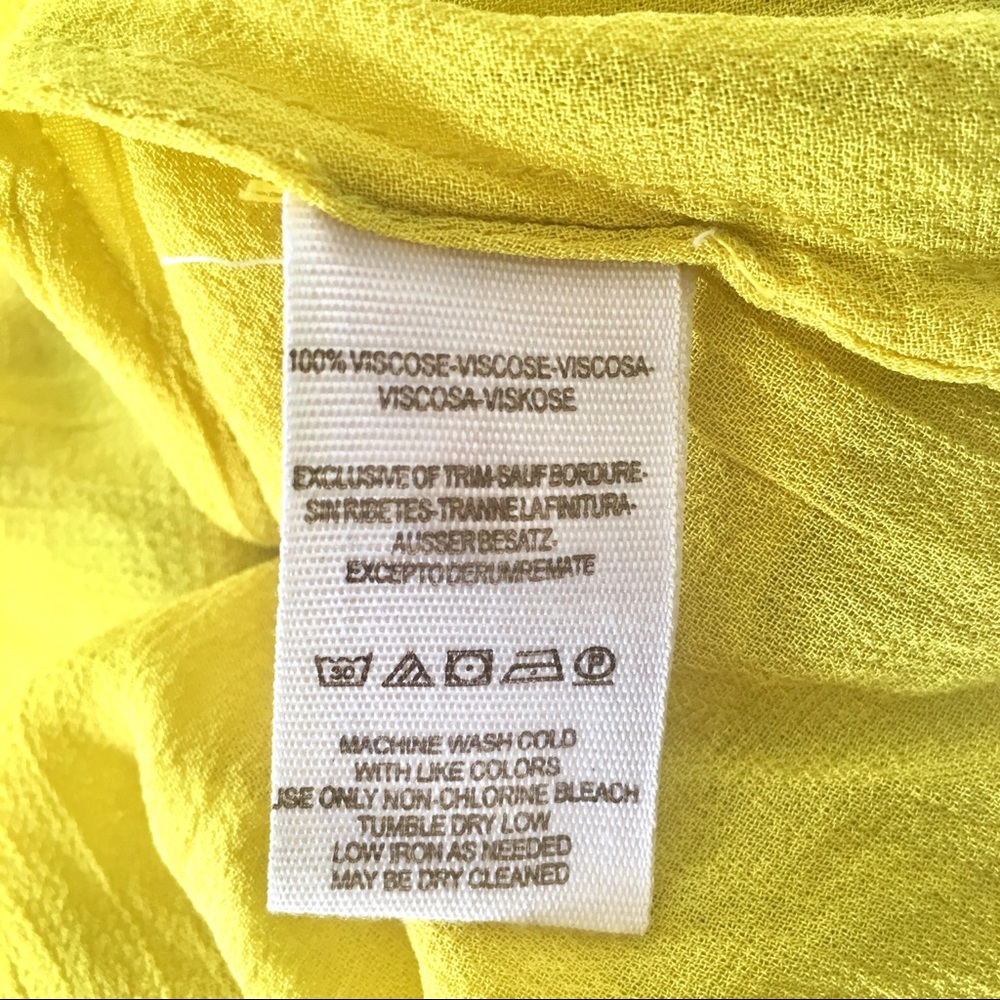 100% VISCOSE-VISCOSE-VISCOSA-
VISCOSA-VISKOSE
EXCLUSIVE OF TRIM-SAUF BORDURE-
SIN RIBETES-TRANNE LA FINITURA-
AUSSER BESATZ-
EXCEPTO DERUMREMATE
30 P
MACHINE WASH COLD
WITH LIKE COLORS
USE ONLY NON-CHLORINE BLEACH
TUMBLE DRY LOW
LOW IRON AS NEEDED
MAY BE DRY CLEANED